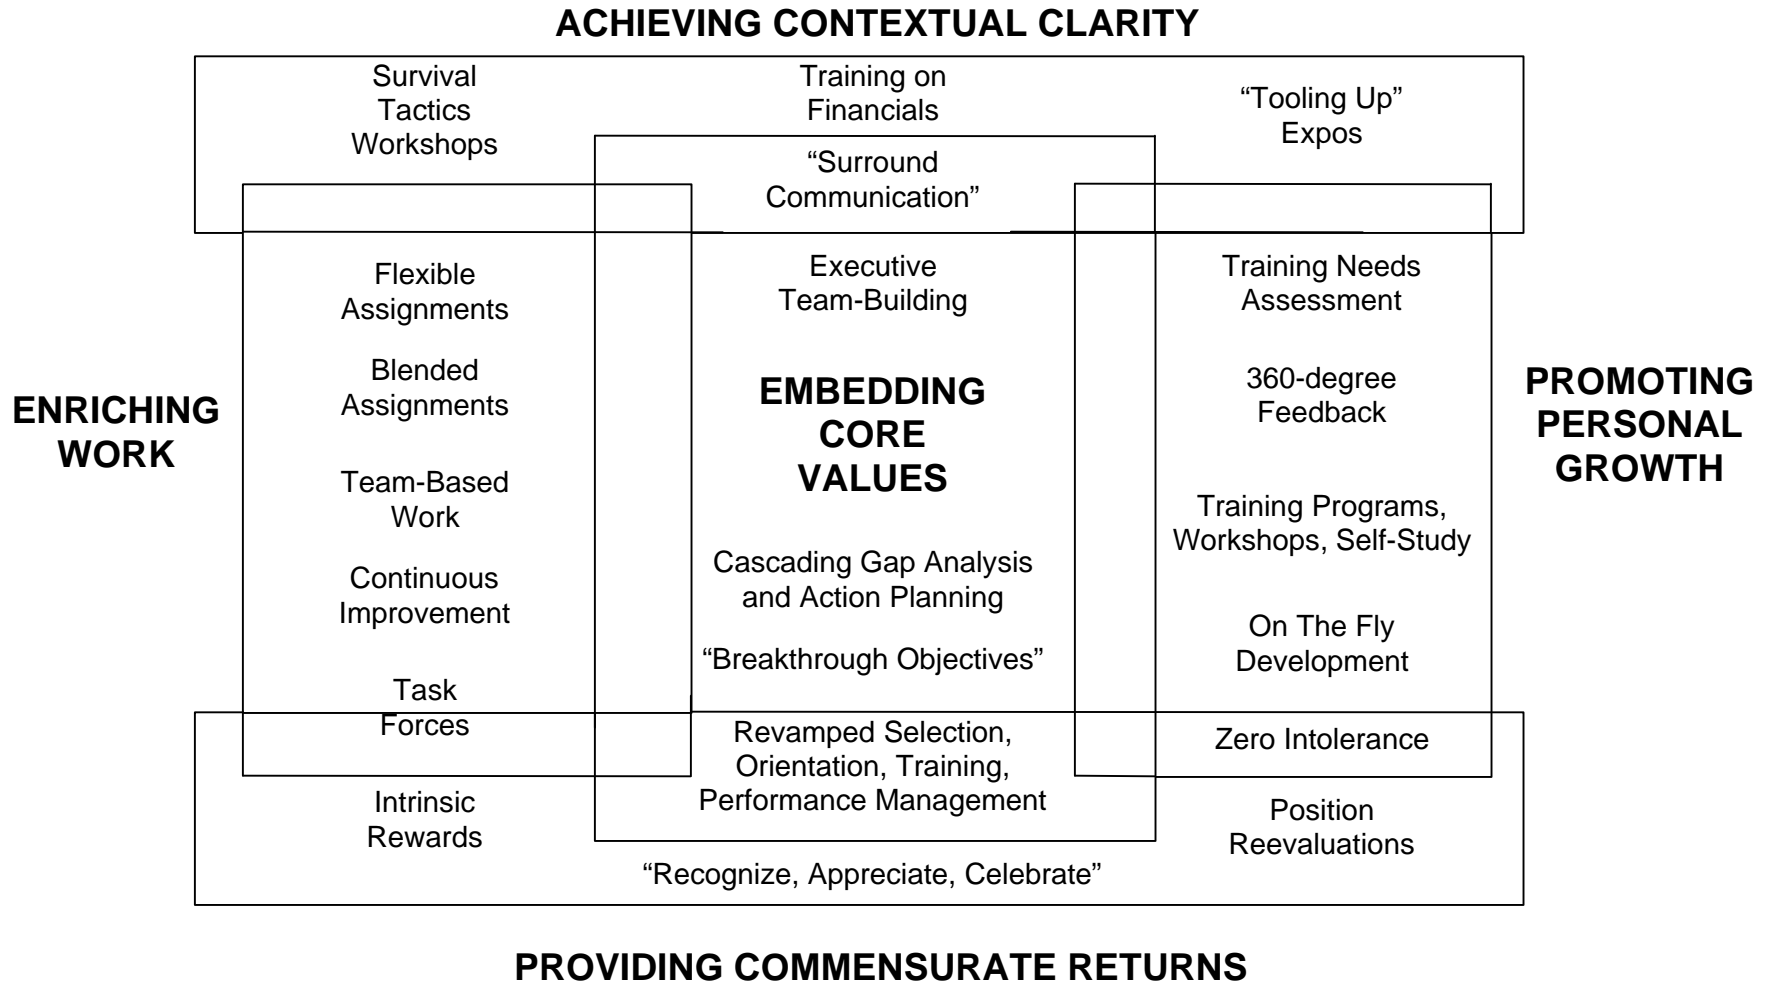 ACHIEVING CONTEXTUAL CLARITY
Survival
Tactics
Workshops
Training on
Financials
“Tooling Up”
Expos
“Surround
Communication”
ENRICHING
WORK
Flexible
Assignments
Blended
Assignments
Team-Based
Work
Continuous
Improvement
Task
Forces
Executive
Team-Building
EMBEDDING
CORE
VALUES
Cascading Gap Analysis
and Action Planning
“Breakthrough Objectives”
Revamped Selection,
Orientation, Training,
Performance Management
Training Needs
Assessment
360-degree
Feedback
Training Programs,
Workshops, Self-Study
On The Fly
Development
Zero Intolerance
PROMOTING
PERSONAL
GROWTH
Intrinsic
Rewards
Position
Reevaluations
“Recognize, Appreciate, Celebrate”
PROVIDING COMMENSURATE RETURNS